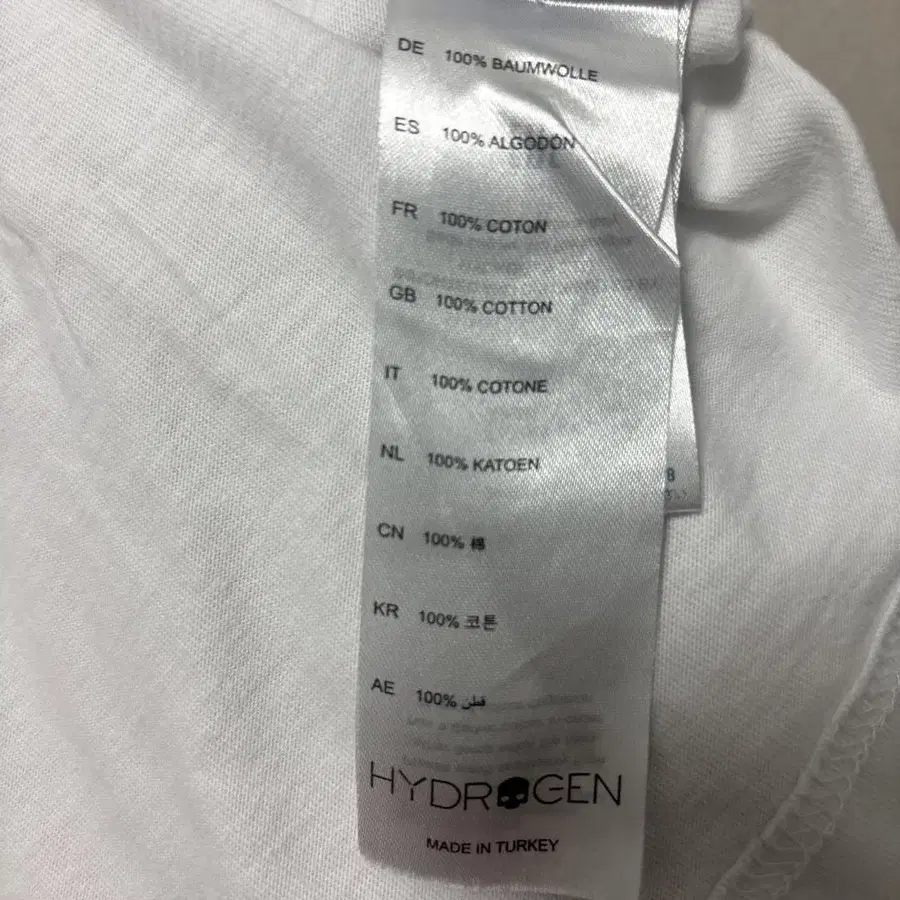 DE 100% BAUMWOLLE
ES 100% ALGODÓN
FR 100% COTON
GB 100% COTTON
IT 100% COTONE
NL 100% KATOEN
CN 100% 棉
KR 100% 코튼
AE 100% قطن
HYDROGEN
MADE IN TURKEY